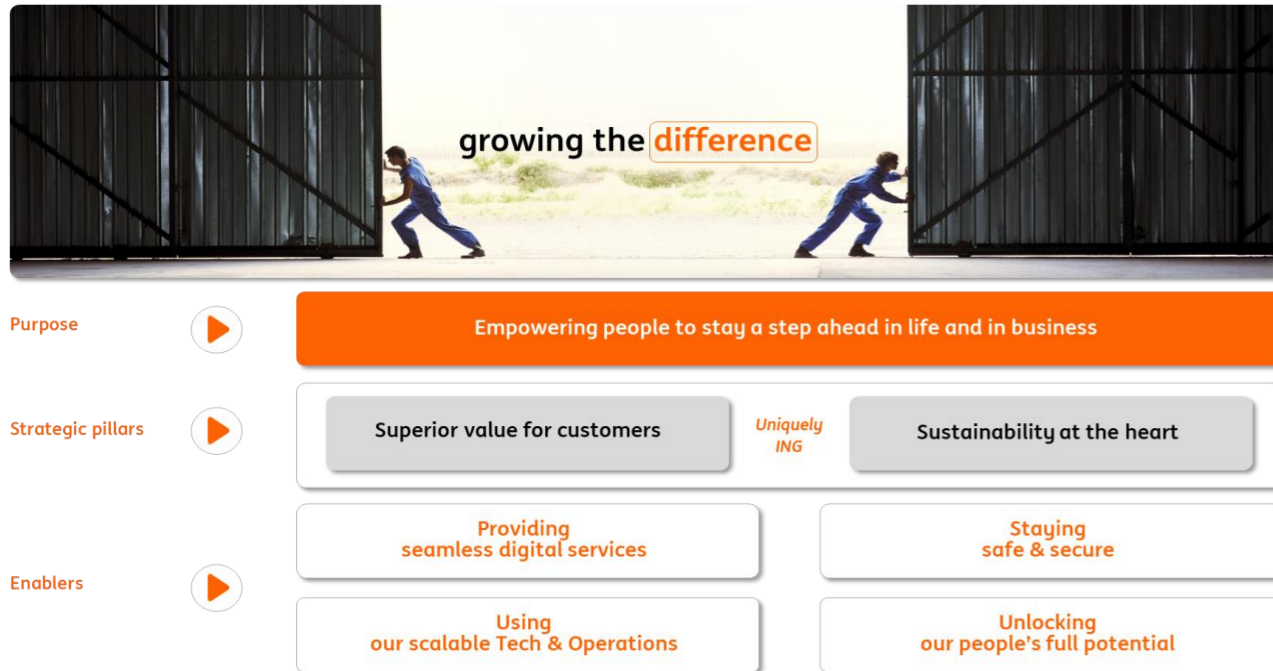 growing the difference
Purpose
Empowering people to stay a step ahead in life and in business
Strategic pillars
Superior value for customers
Uniquely
ING
Sustainability at the heart
Enablers
Providing
seamless digital services
Staying
safe & secure
Using
our scalable Tech & Operations
Unlocking
our people's full potential